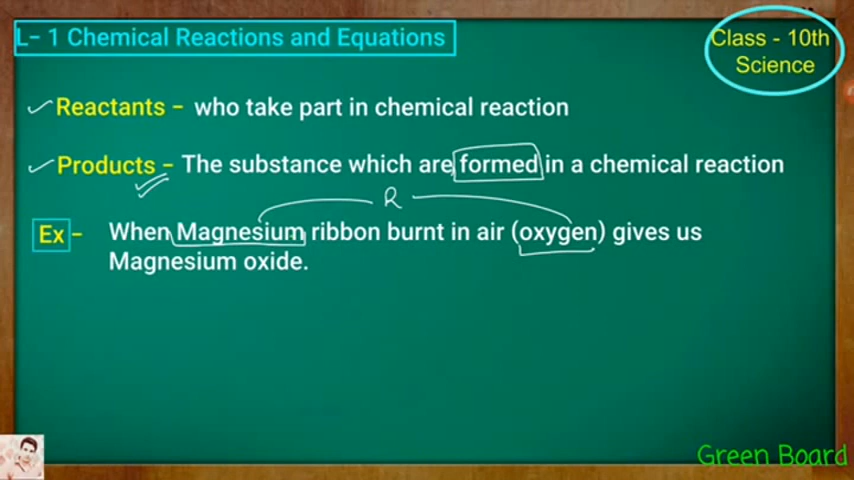 L- 1 Chemical Reactions and Equations
Class - 10th
Science
Reactants - who take part in chemical reaction
Products - The substance which are formed in a chemical reaction
R
Ex - When Magnesium ribbon burnt in air (oxygen) gives us
Magnesium oxide.
Green Board